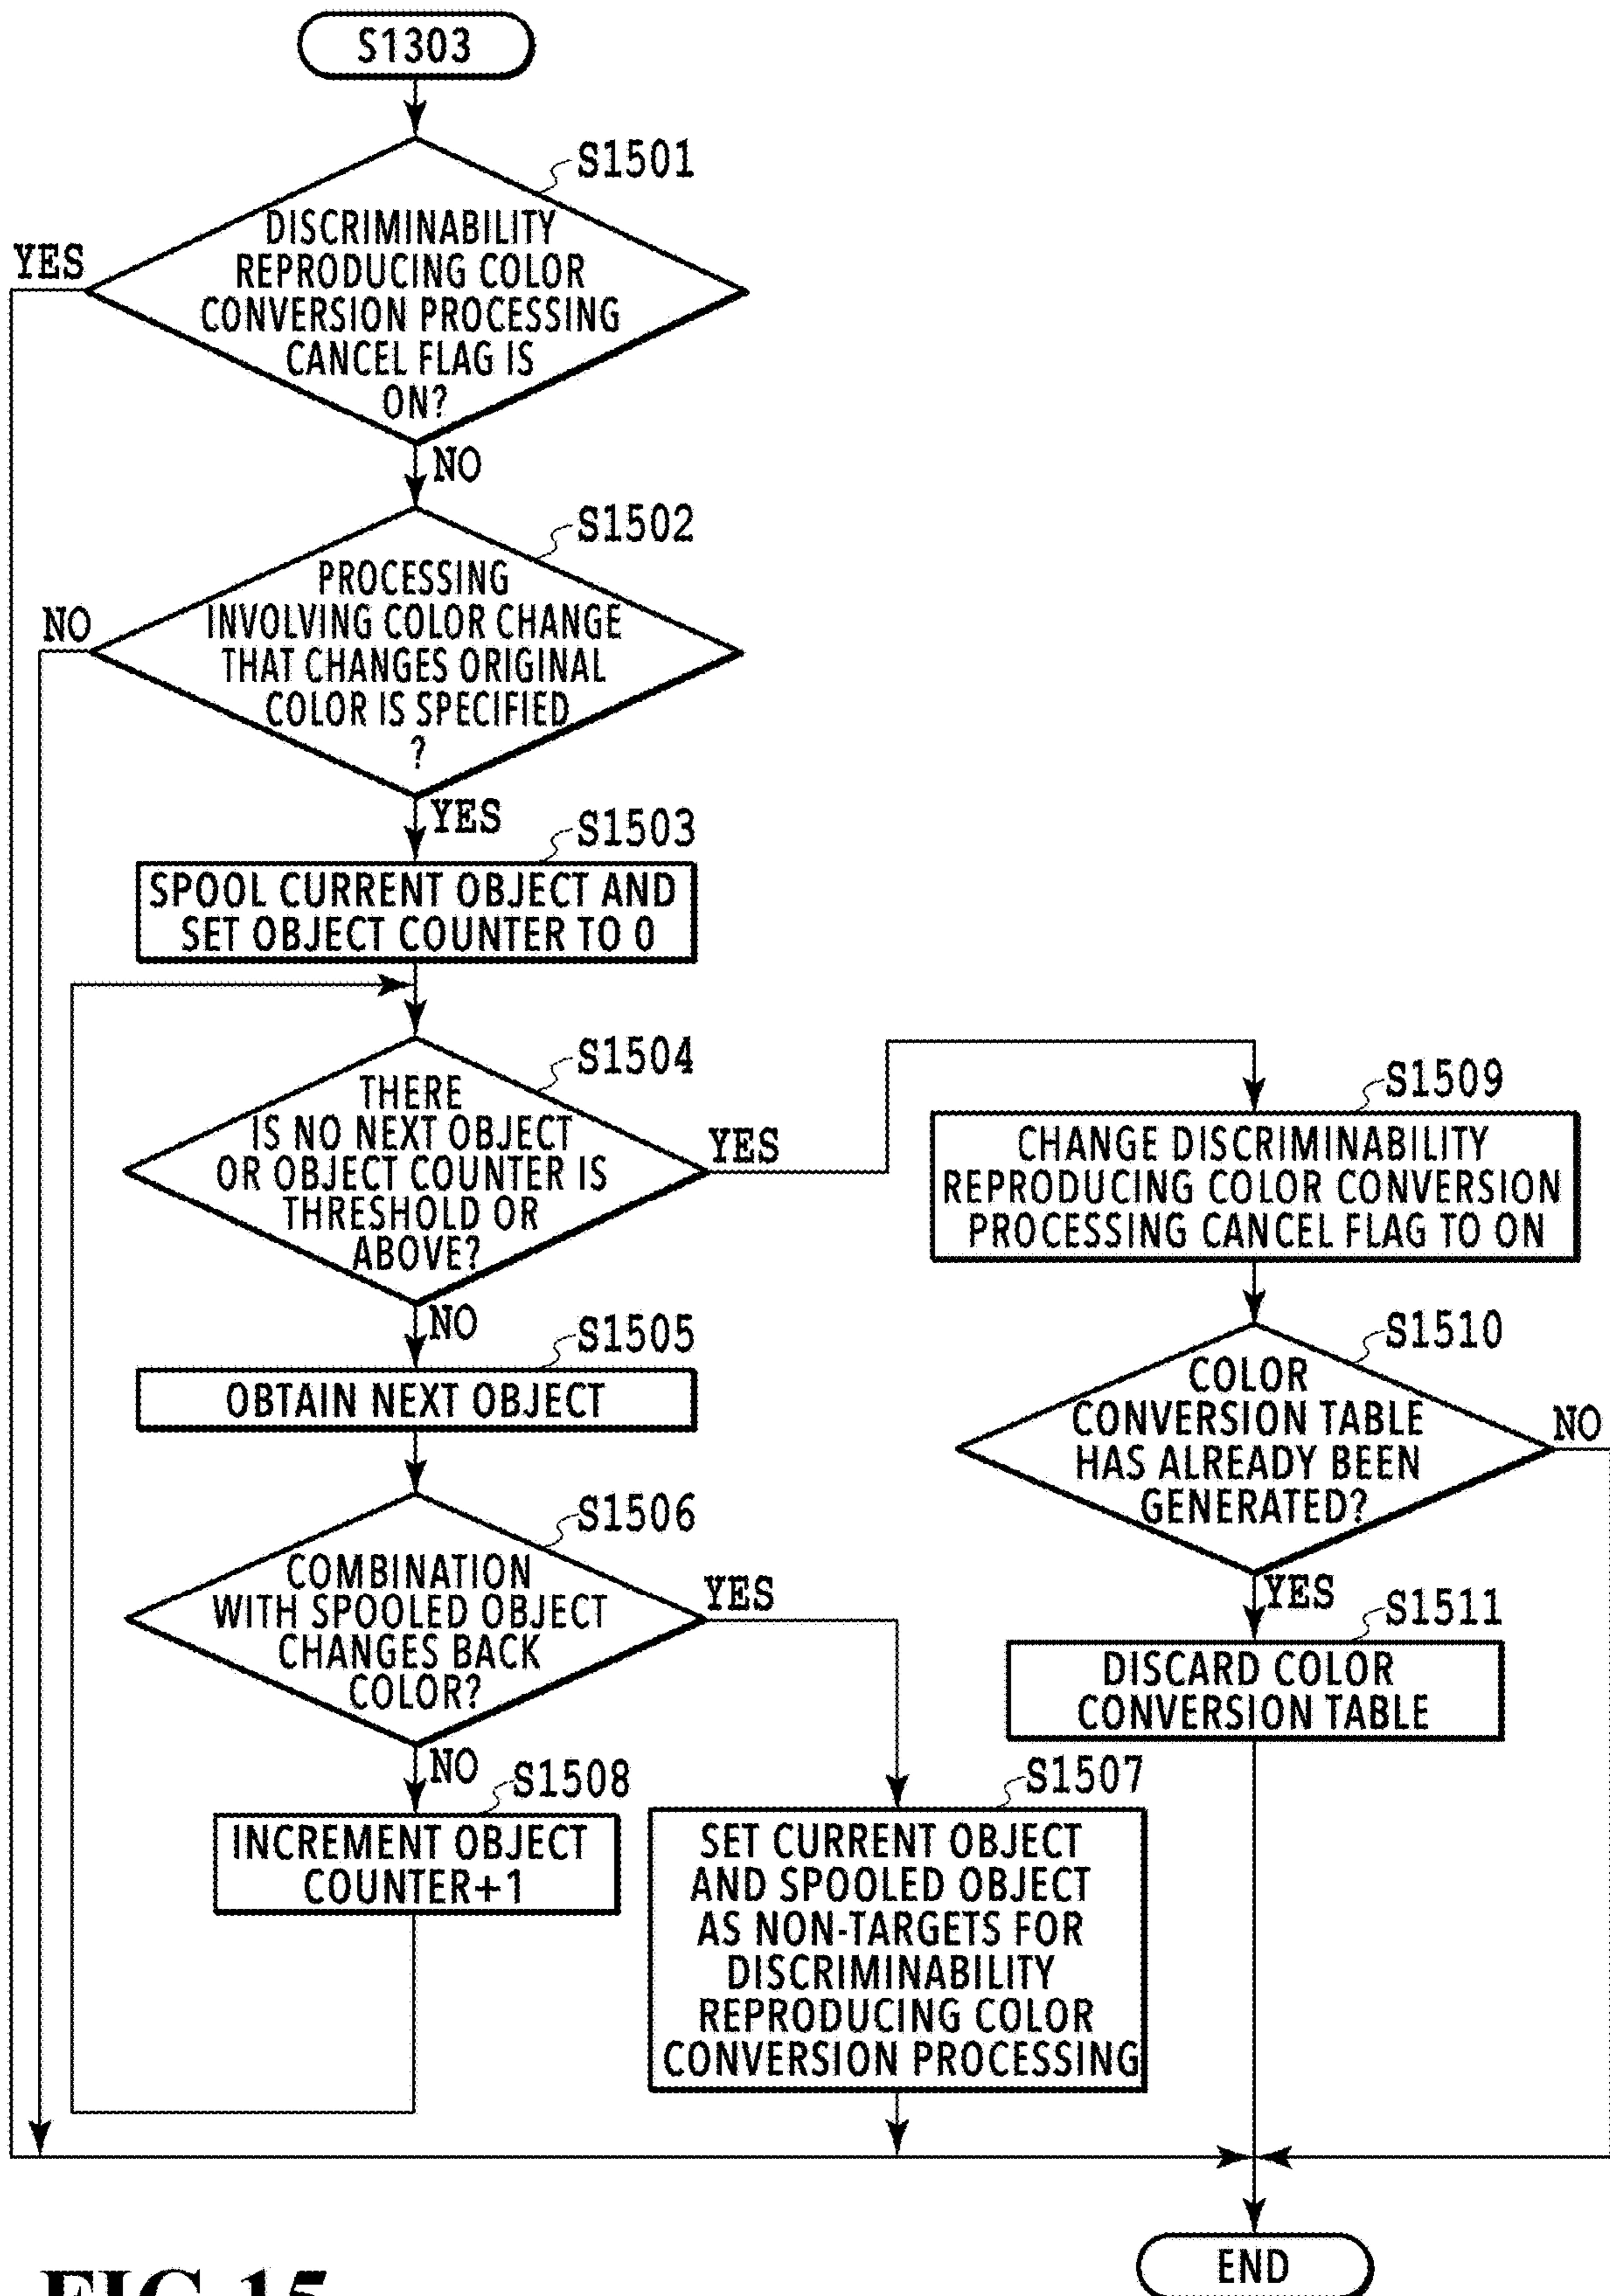 S1303
S1501
DISCRIMINABILITY
REPRODUCING COLOR
CONVERSION PROCESSING
CANCEL FLAG IS
ON?
YES
NO
S1502
PROCESSING
INVOLVING COLOR CHANGE
THAT CHANGES ORIGINAL
COLOR IS SPECIFIED
?
NO
YES
S1503
SPOOL CURRENT OBJECT AND
SET OBJECT COUNTER TO 0
S1504
THERE
IS NO NEXT OBJECT
OR OBJECT COUNTER IS
THRESHOLD OR
ABOVE?
YES
NO
S1505
OBTAIN NEXT OBJECT
S1506
COMBINATION
WITH SPOOLED OBJECT
CHANGES BACK
COLOR?
YES
NO
S1508
INCREMENT OBJECT
COUNTER+1
S1507
SET CURRENT OBJECT
AND SPOOLED OBJECT
AS NON-TARGETS FOR
DISCRIMINABILITY
REPRODUCING COLOR
CONVERSION PROCESSING
S1509
CHANGE DISCRIMINABILITY
REPRODUCING COLOR CONVERSION
PROCESSING CANCEL FLAG TO ON
S1510
COLOR
CONVERSION TABLE
HAS ALREADY BEEN
GENERATED?
NO
YES
S1511
DISCARD COLOR
CONVERSION TABLE
END
FIG.15